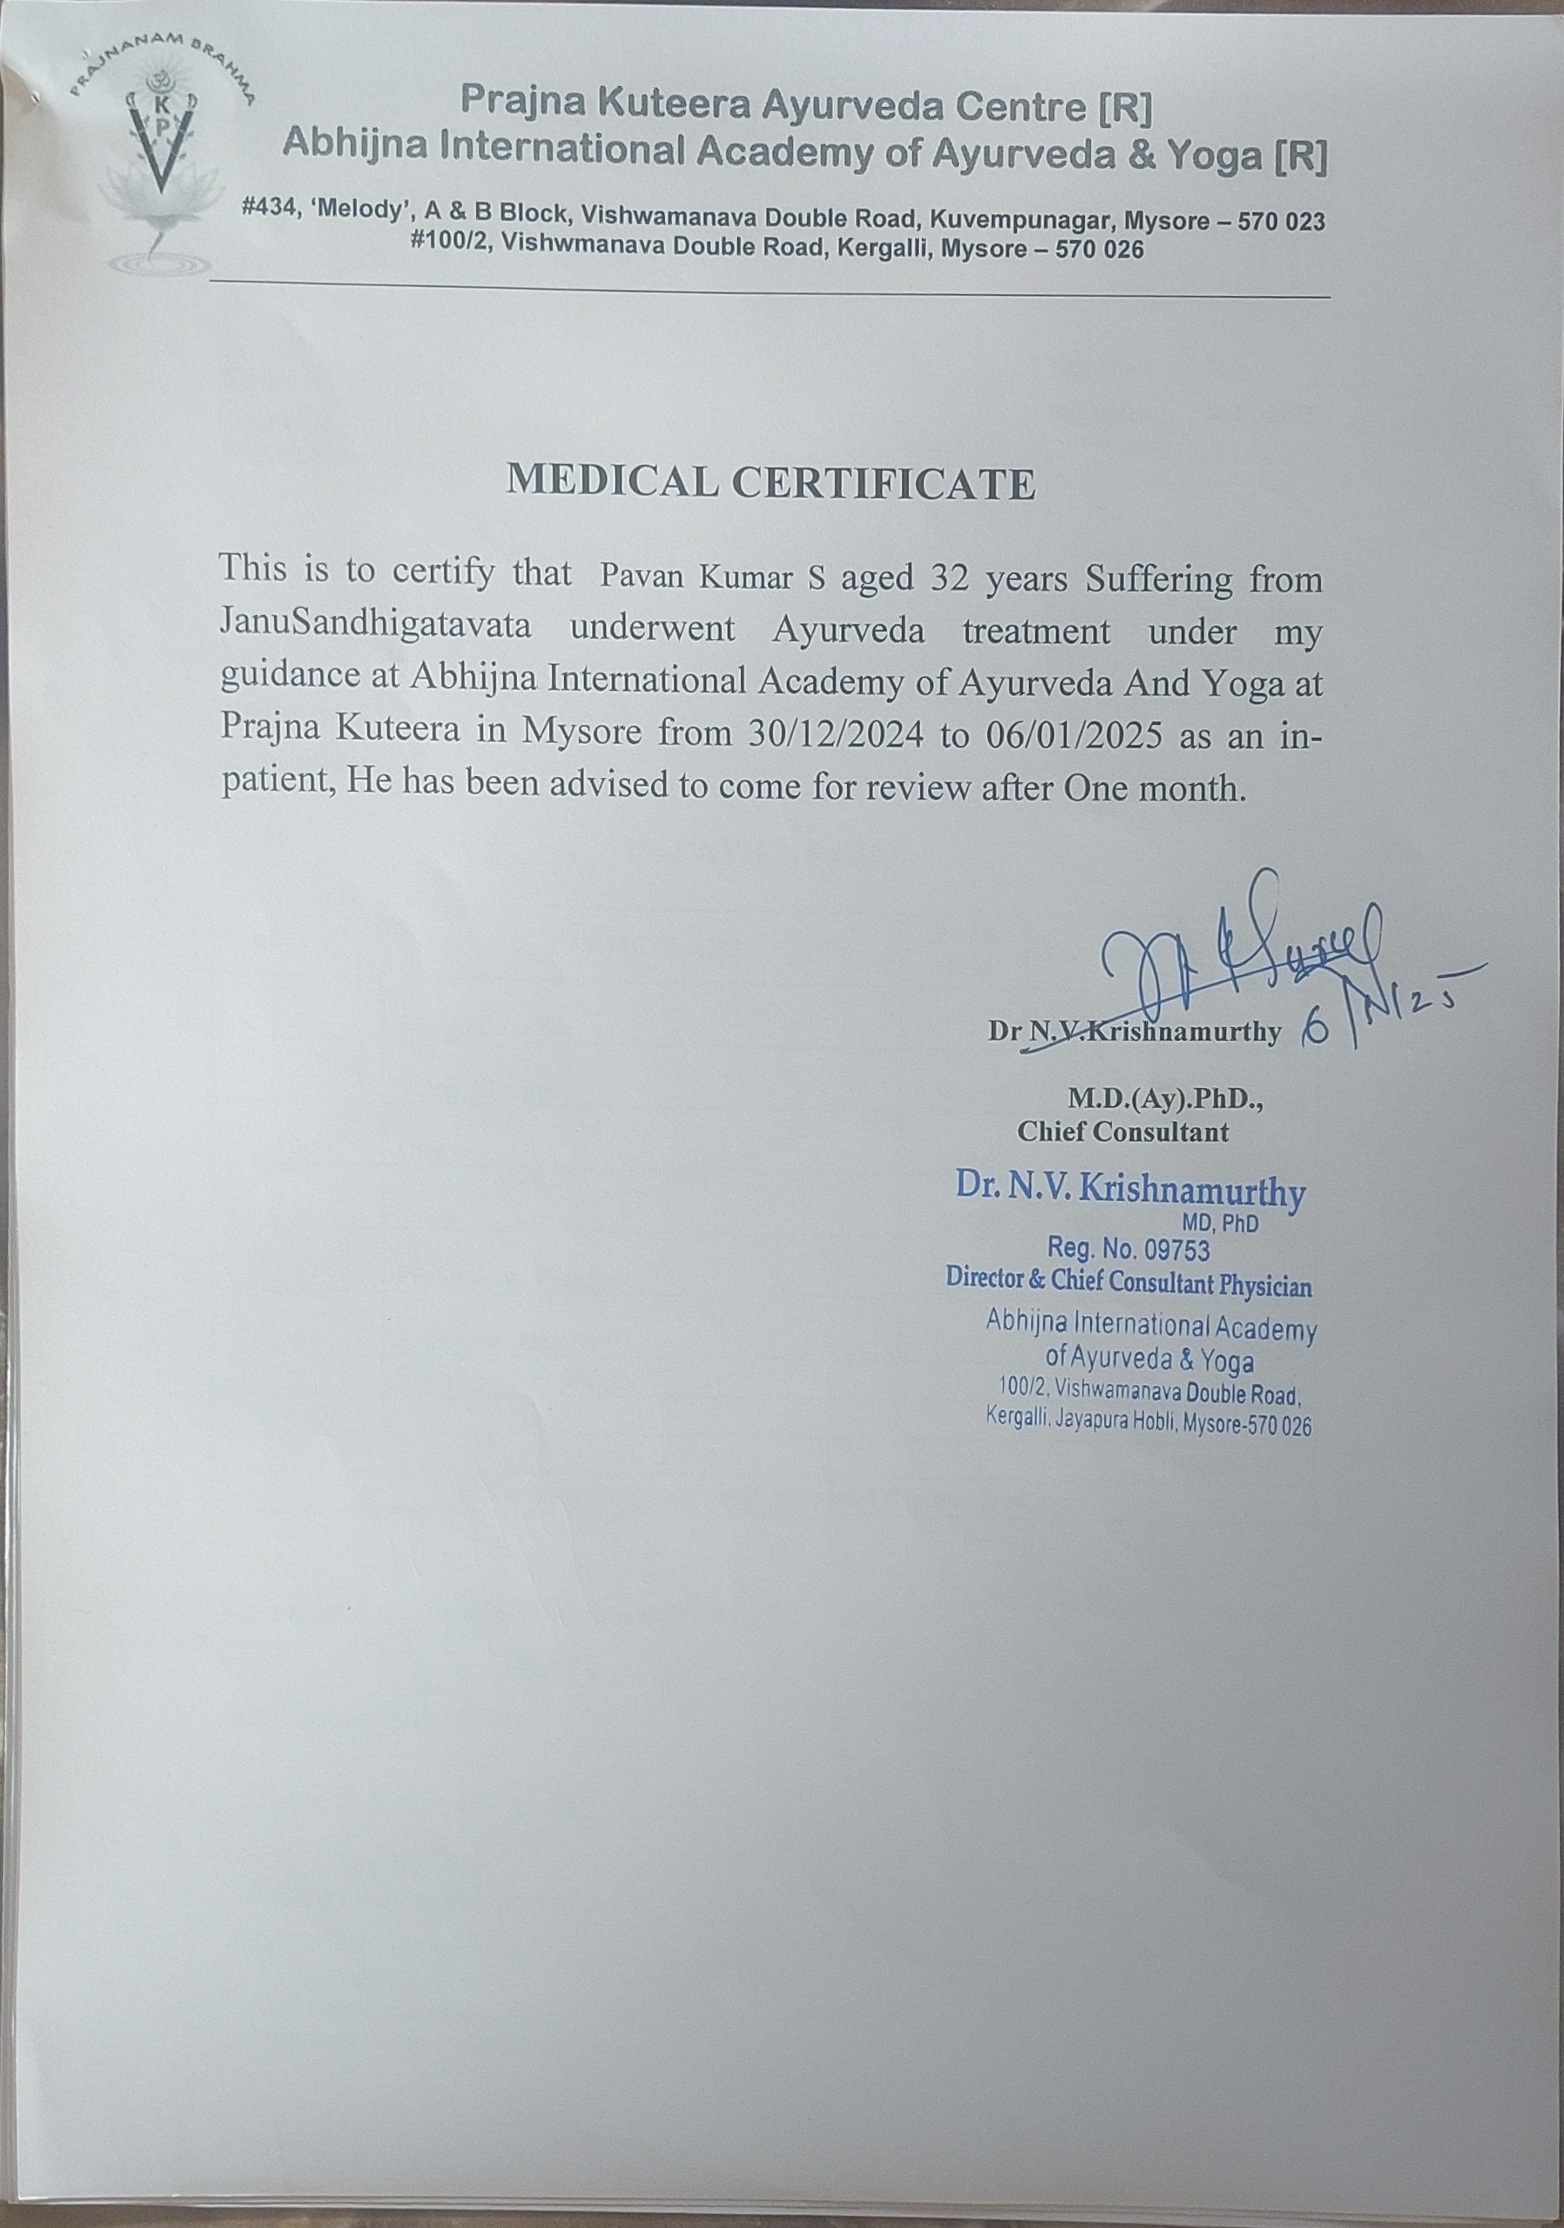 PRAJNANAM BRAHMA
ॐ
K
P
Prajna Kuteera Ayurveda Centre [R]
Abhijna International Academy of Ayurveda & Yoga [R]
#434, ‘Melody’, A & B Block, Vishwamanava Double Road, Kuvempunagar, Mysore – 570 023
#100/2, Vishwmanava Double Road, Kergalli, Mysore – 570 026
MEDICAL CERTIFICATE
This is to certify that Pavan Kumar S aged 32 years Suffering from
JanuSandhigatavata underwent Ayurveda treatment under my
guidance at Abhijna International Academy of Ayurveda And Yoga at
Prajna Kuteera in Mysore from 30/12/2024 to 06/01/2025 as an in-
patient, He has been advised to come for review after One month.
Dr N.V.Krishnamurthy
M.D.(Ay).PhD.,
Chief Consultant
Dr. N.V. Krishnamurthy
MD, PhD
Reg. No. 09753
Director & Chief Consultant Physician
Abhijna International Academy
of Ayurveda & Yoga
100/2, Vishwamanava Double Road,
Kergalli, Jayapura Hobli, Mysore-570 026